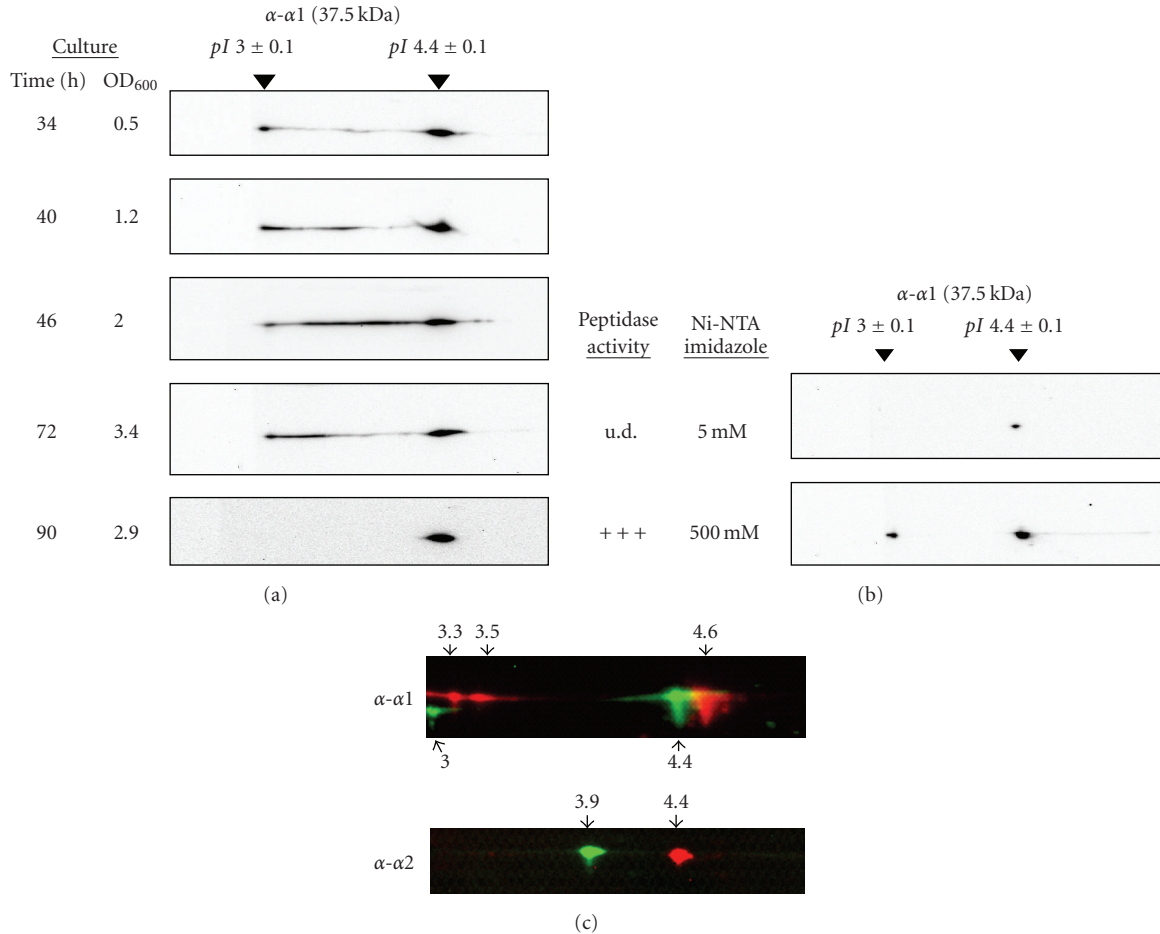 α-α1 (37.5 kDa)
Culture
pI 3 ± 0.1
pI 4.4 ± 0.1
Time (h)
OD600
34
0.5
40
1.2
46
2
72
3.4
90
2.9
(a)
α-α1 (37.5 kDa)
Peptidase activity
Ni-NTA imidazole
pI 3 ± 0.1
pI 4.4 ± 0.1
u.d.
5 mM
+ + +
500 mM
(b)
3.3
3.5
4.6
α-α1
3
4.4
3.9
4.4
α-α2
(c)